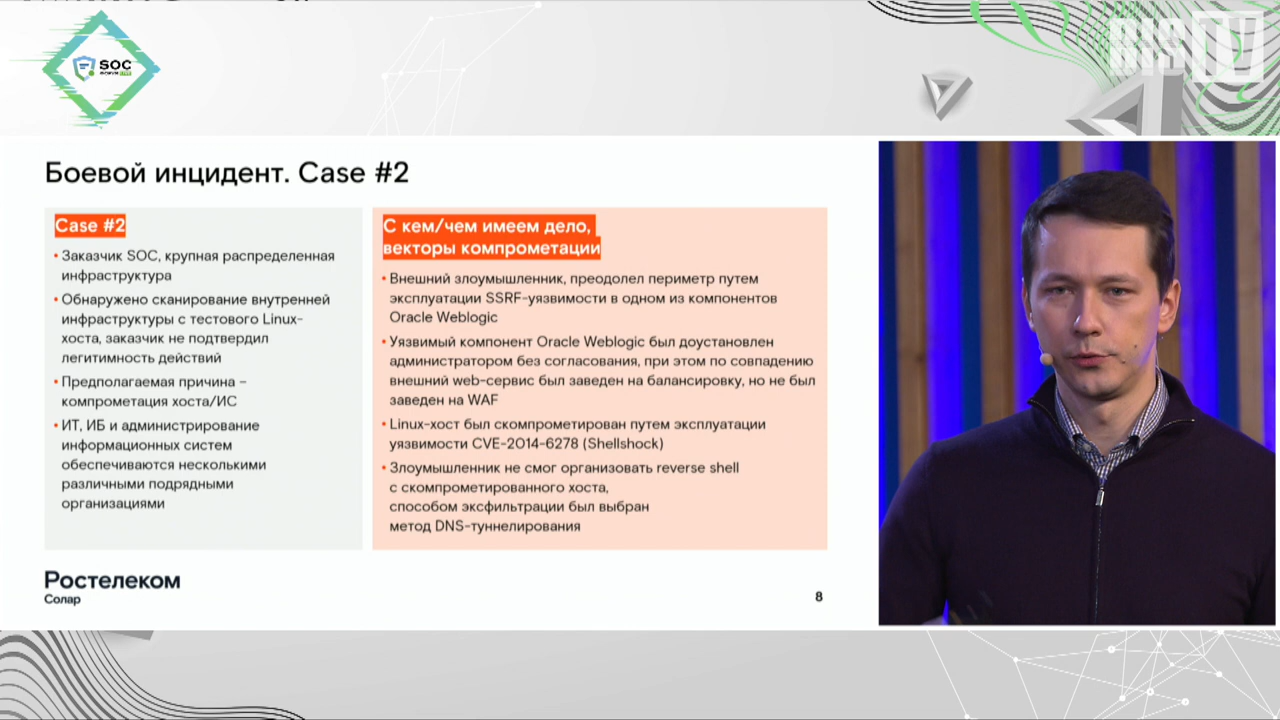 SOC
BIS TV
Боевой инцидент. Case #2
Case #2
• Заказчик SOC, крупная распределенная
инфраструктура
• Обнаружено сканирование внутренней
инфраструктуры с тестового Linux-
хоста, заказчик не подтвердил
легитимность действий
• Предполагаемая причина –
компрометация хоста/ИС
• ИТ, ИБ и администрирование
информационных систем
обеспечиваются несколькими
различными подрядными
организациями
С кем/чем имеем дело,
векторы компрометации
• Внешний злоумышленник, преодолел периметр путем
эксплуатации SSRF-уязвимости в одном из компонентов
Oracle Weblogic
• Уязвимый компонент Oracle Weblogic был доустановлен
администратором без согласования, при этом по совпадению
внешний web-сервис был заведен на балансировку, но не был
заведен на WAF
• Linux-хост был скомпрометирован путем эксплуатации
уязвимости CVE-2014-6278 (Shellshock)
• Злоумышленник не смог организовать reverse shell
с скомпрометированного хоста,
способом эксфильтрации был выбран
метод DNS-туннелирования
Ростелеком
Солар
8